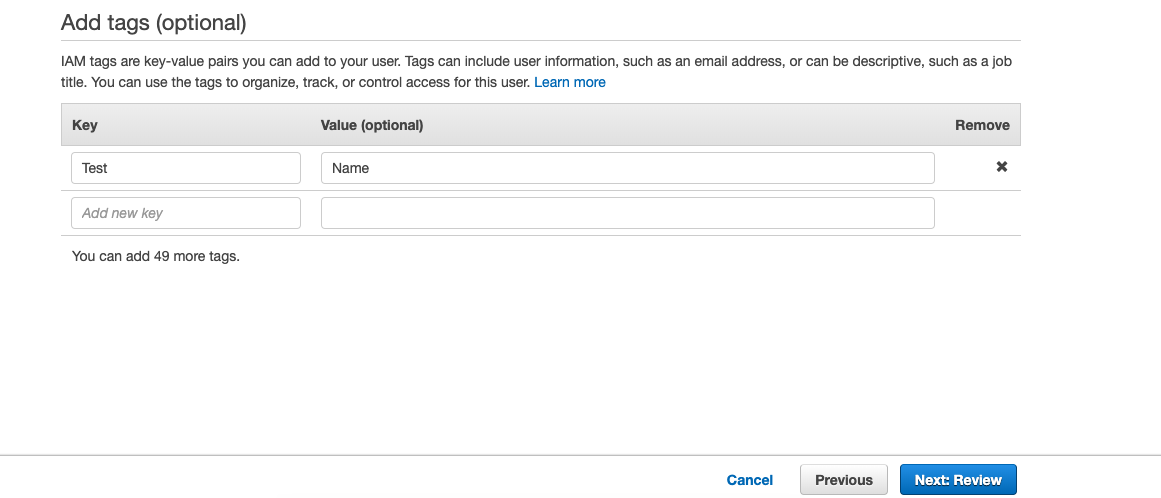 Add tags (optional)
IAM tags are key-value pairs you can add to your user. Tags can include user information, such as an email address, or can be descriptive, such as a job
title. You can use the tags to organize, track, or control access for this user. Learn more
Key Value (optional) Remove
Test Name ✖
Add new key
You can add 49 more tags.
Cancel Previous Next: Review